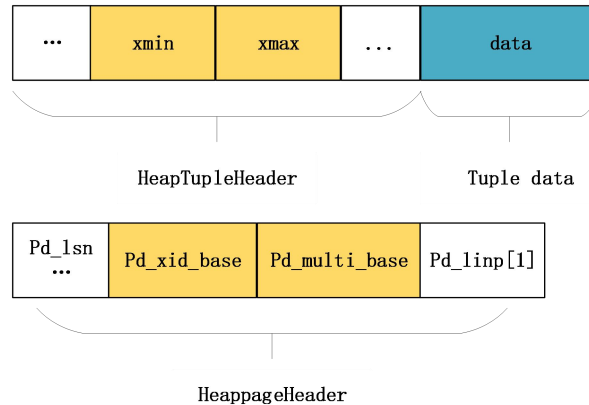 … xmin xmax ... data
HeapTupleHeader Tuple data
Pd_lsn
… Pd_xid_base Pd_multi_base Pd_linp[1]
HeappageHeader